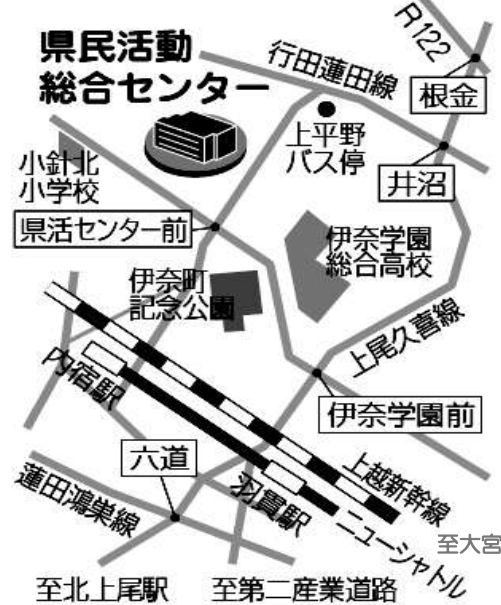 県民活動
総合センター
R122
行田蓮田線
根金
上平野
バス停
井沼
小針北
小学校
県活センター前
伊奈学園
総合高校
伊奈町
記念公園
上尾久喜線
内宿駅
伊奈学園前
六道
上越新幹線
羽貫駅
蓮田鴻巣線
ニューシャトル
至大宮
至北上尾駅
至第二産業道路